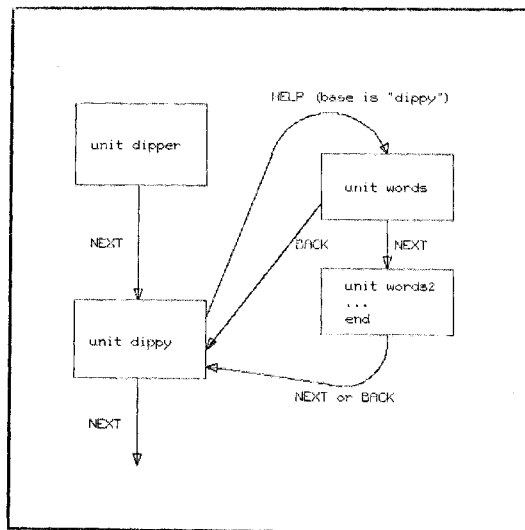 HELP (base is "dippy")
unit dipper
unit words
NEXT
BACK
NEXT
unit words2
...
end
unit dippy
NEXT or BACK
NEXT